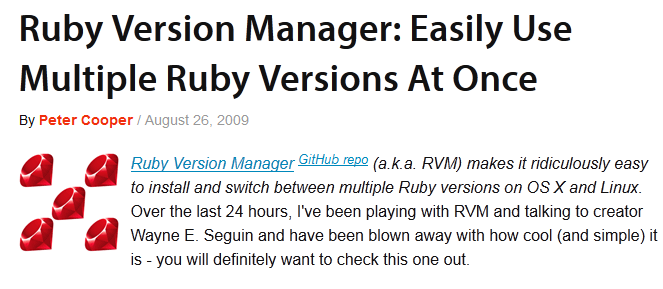 Ruby Version Manager: Easily Use
Multiple Ruby Versions At Once
By Peter Cooper / August 26, 2009
Ruby Version Manager GitHub repo (a.k.a. RVM) makes it ridiculously easy
to install and switch between multiple Ruby versions on OS X and Linux.
Over the last 24 hours, I've been playing with RVM and talking to creator
Wayne E. Seguin and have been blown away with how cool (and simple) it
is - you will definitely want to check this one out.